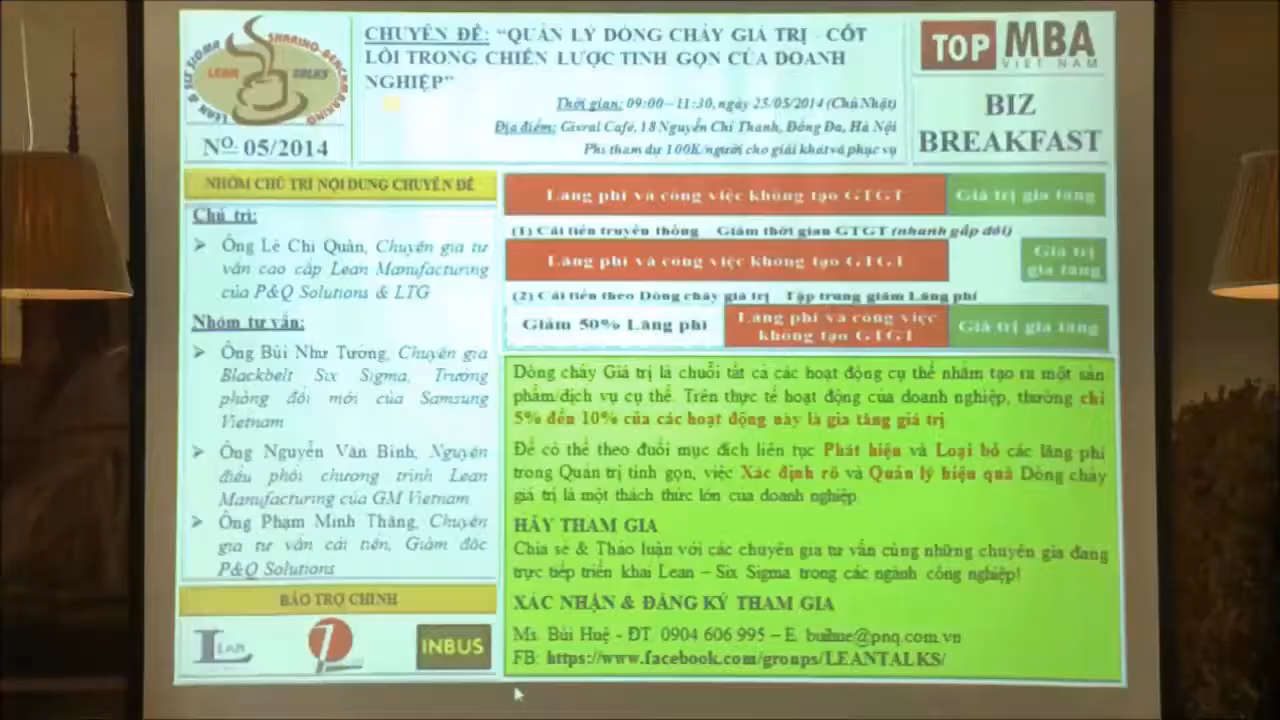 LEAN & SIX SIGMA SHARING-BENCHMARKING
LEAN TALKS
Nᴼ. 05/2014
CHUYÊN ĐỀ: “QUẢN LÝ DÒNG CHẢY GIÁ TRỊ - CỐT
LÕI TRONG CHIẾN LƯỢC TINH GỌN CỦA DOANH
NGHIỆP”
Thời gian: 09:00 – 11:30, ngày 25/05/2014 (Chủ Nhật)
Địa điểm: Gisral Café, 18 Nguyễn Chí Thanh, Đống Đa, Hà Nội
Phí tham dự 100K/người cho giải khát và phục vụ
TOP MBA
VIỆT NAM
BIZ
BREAKFAST
NHÓM CHỦ TRÌ NỘI DUNG CHUYÊN ĐỀ
Chủ trì:
➢ Ông Lê Chí Quân, Chuyên gia tư
vấn cao cấp Lean Manufacturing
của P&Q Solutions & LTG
Nhóm tư vấn:
➢ Ông Bùi Như Tướng, Chuyên gia
Blackbelt Six Sigma, Trưởng
phòng đổi mới của Samsung
Vietnam
➢ Ông Nguyễn Văn Bính, Nguyên
điều phối chương trình Lean
Manufacturing của GM Vietnam
➢ Ông Phạm Minh Thắng, Chuyên
gia tư vấn cải tiến, Giám đốc
P&Q Solutions
BẢO TRỢ CHÍNH
LEAN
INBUS
Lãng phí và công việc không tạo GTGT Giá trị gia tăng
(1) Cải tiến truyền thống – Giảm thời gian GTGT (nhanh gấp đôi)
Lãng phí và công việc không tạo GTGT Giá trị
gia tăng
(2) Cải tiến theo Dòng chảy giá trị – Tập trung giảm Lãng phí
Giảm 50% Lãng phí Lãng phí và công việc
không tạo GTGT Giá trị gia tăng
Dòng chảy Giá trị là chuỗi tất cả các hoạt động cụ thể nhằm tạo ra một sản
phẩm/dịch vụ cụ thể. Trên thực tế hoạt động của doanh nghiệp, thường chỉ
5% đến 10% của các hoạt động này là gia tăng giá trị.
Để có thể theo đuổi mục đích liên tục Phát hiện và Loại bỏ các lãng phí
trong Quản trị tinh gọn, việc Xác định rõ và Quản lý hiệu quả Dòng chảy
giá trị là một thách thức lớn của doanh nghiệp
HÃY THAM GIA
Chia sẻ & Thảo luận với các chuyên gia tư vấn cùng những chuyên gia đang
trực tiếp triển khai Lean – Six Sigma trong các ngành công nghiệp!
XÁC NHẬN & ĐĂNG KÝ THAM GIA
Ms. Bùi Huệ - ĐT. 0904 606 995 – E. buihue@pnq.com.vn
FB: https://www.facebook.com/groups/LEANTALKS/